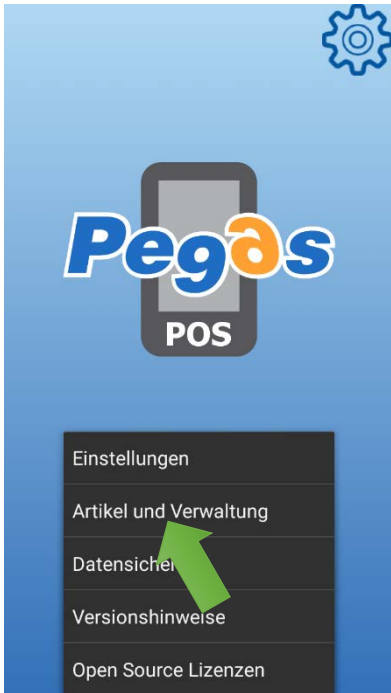 Pegas
POS
Einstellungen
Artikel und Verwaltung
Versionshinweise
Open Source Lizenzen